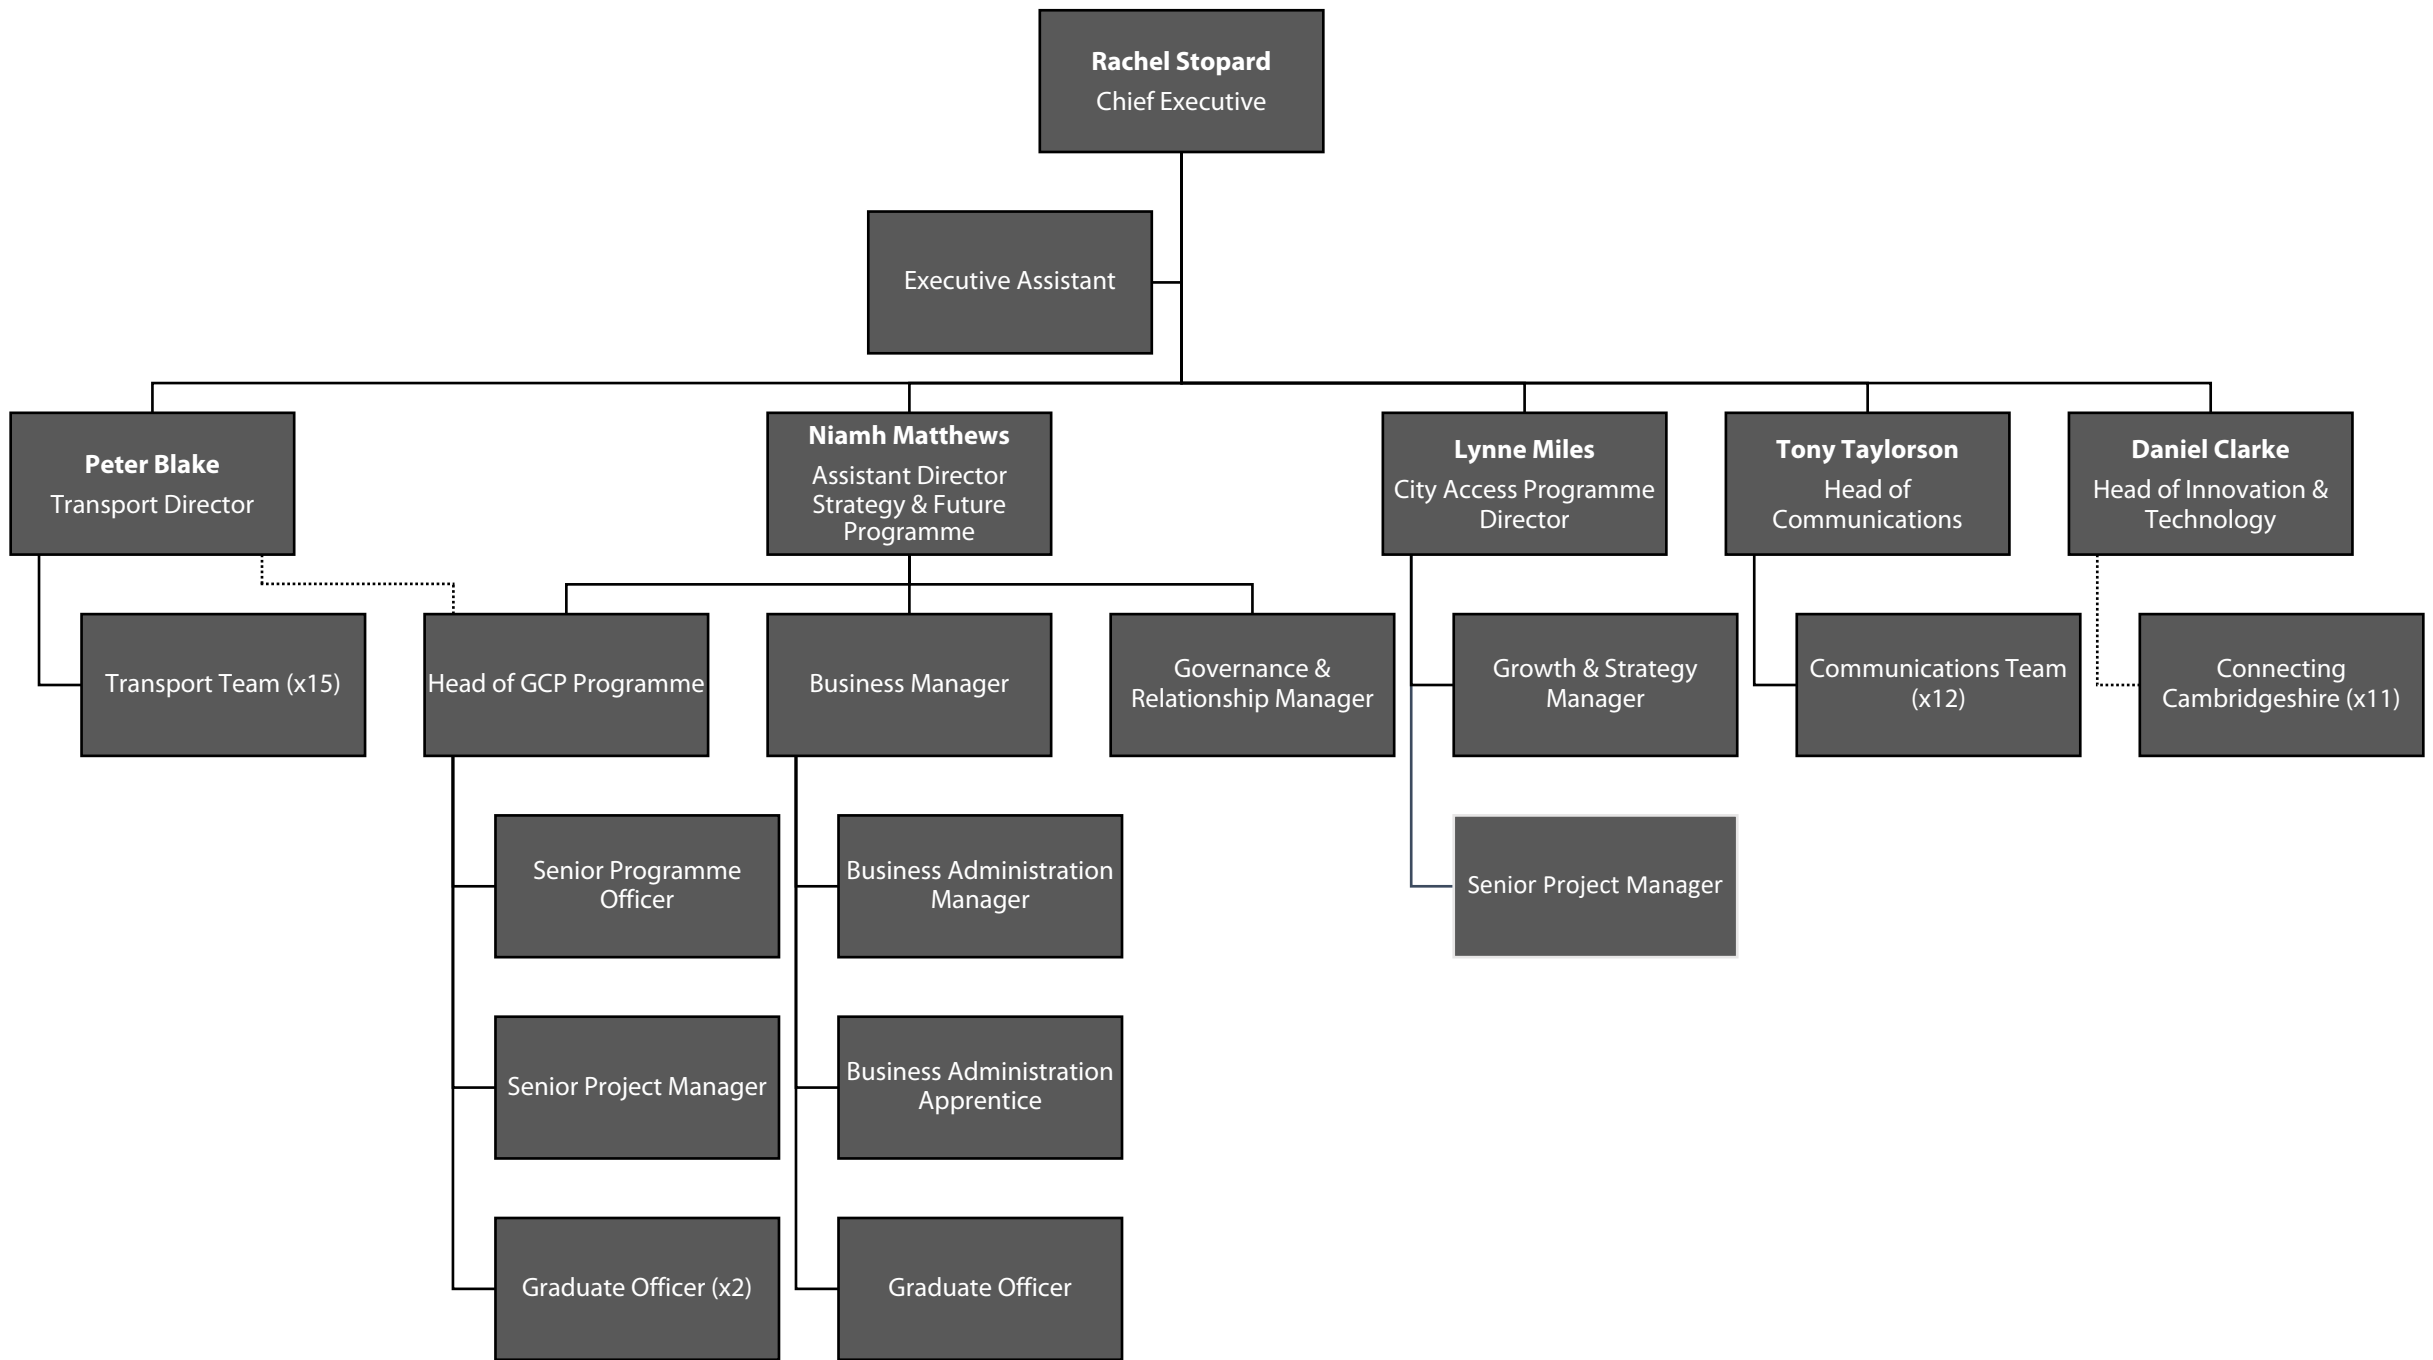 Rachel Stopard
Chief Executive
Executive Assistant
Peter Blake
Transport Director
Niamh Matthews
Assistant Director
Strategy & Future
Programme
Lynne Miles
City Access Programme
Director
Tony Taylorson
Head of
Communications
Daniel Clarke
Head of Innovation &
Technology
Transport Team (x15)
Head of GCP Programme
Business Manager
Governance &
Relationship Manager
Growth & Strategy
Manager
Communications Team
(x12)
Connecting
Cambridgeshire (x11)
Senior Programme
Officer
Business Administration
Manager
Senior Project Manager
Senior Project Manager
Business Administration
Apprentice
Graduate Officer (x2)
Graduate Officer